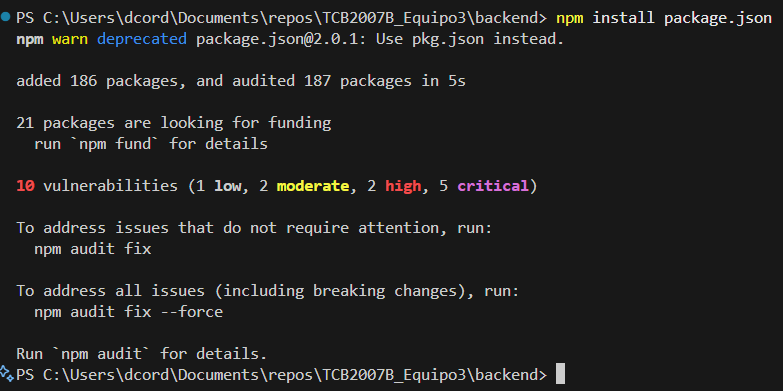 PS C:\Users\dcord\Documents\repos\TCB2007B_Equipo3\backend> npm install package.json
npm warn deprecated package.json@2.0.1: Use pkg.json instead.
added 186 packages, and audited 187 packages in 5s
21 packages are looking for funding
run `npm fund` for details
10 vulnerabilities (1 low, 2 moderate, 2 high, 5 critical)
To address issues that do not require attention, run:
npm audit fix
To address all issues (including breaking changes), run:
npm audit fix --force
Run `npm audit` for details.
PS C:\Users\dcord\Documents\repos\TCB2007B_Equipo3\backend>